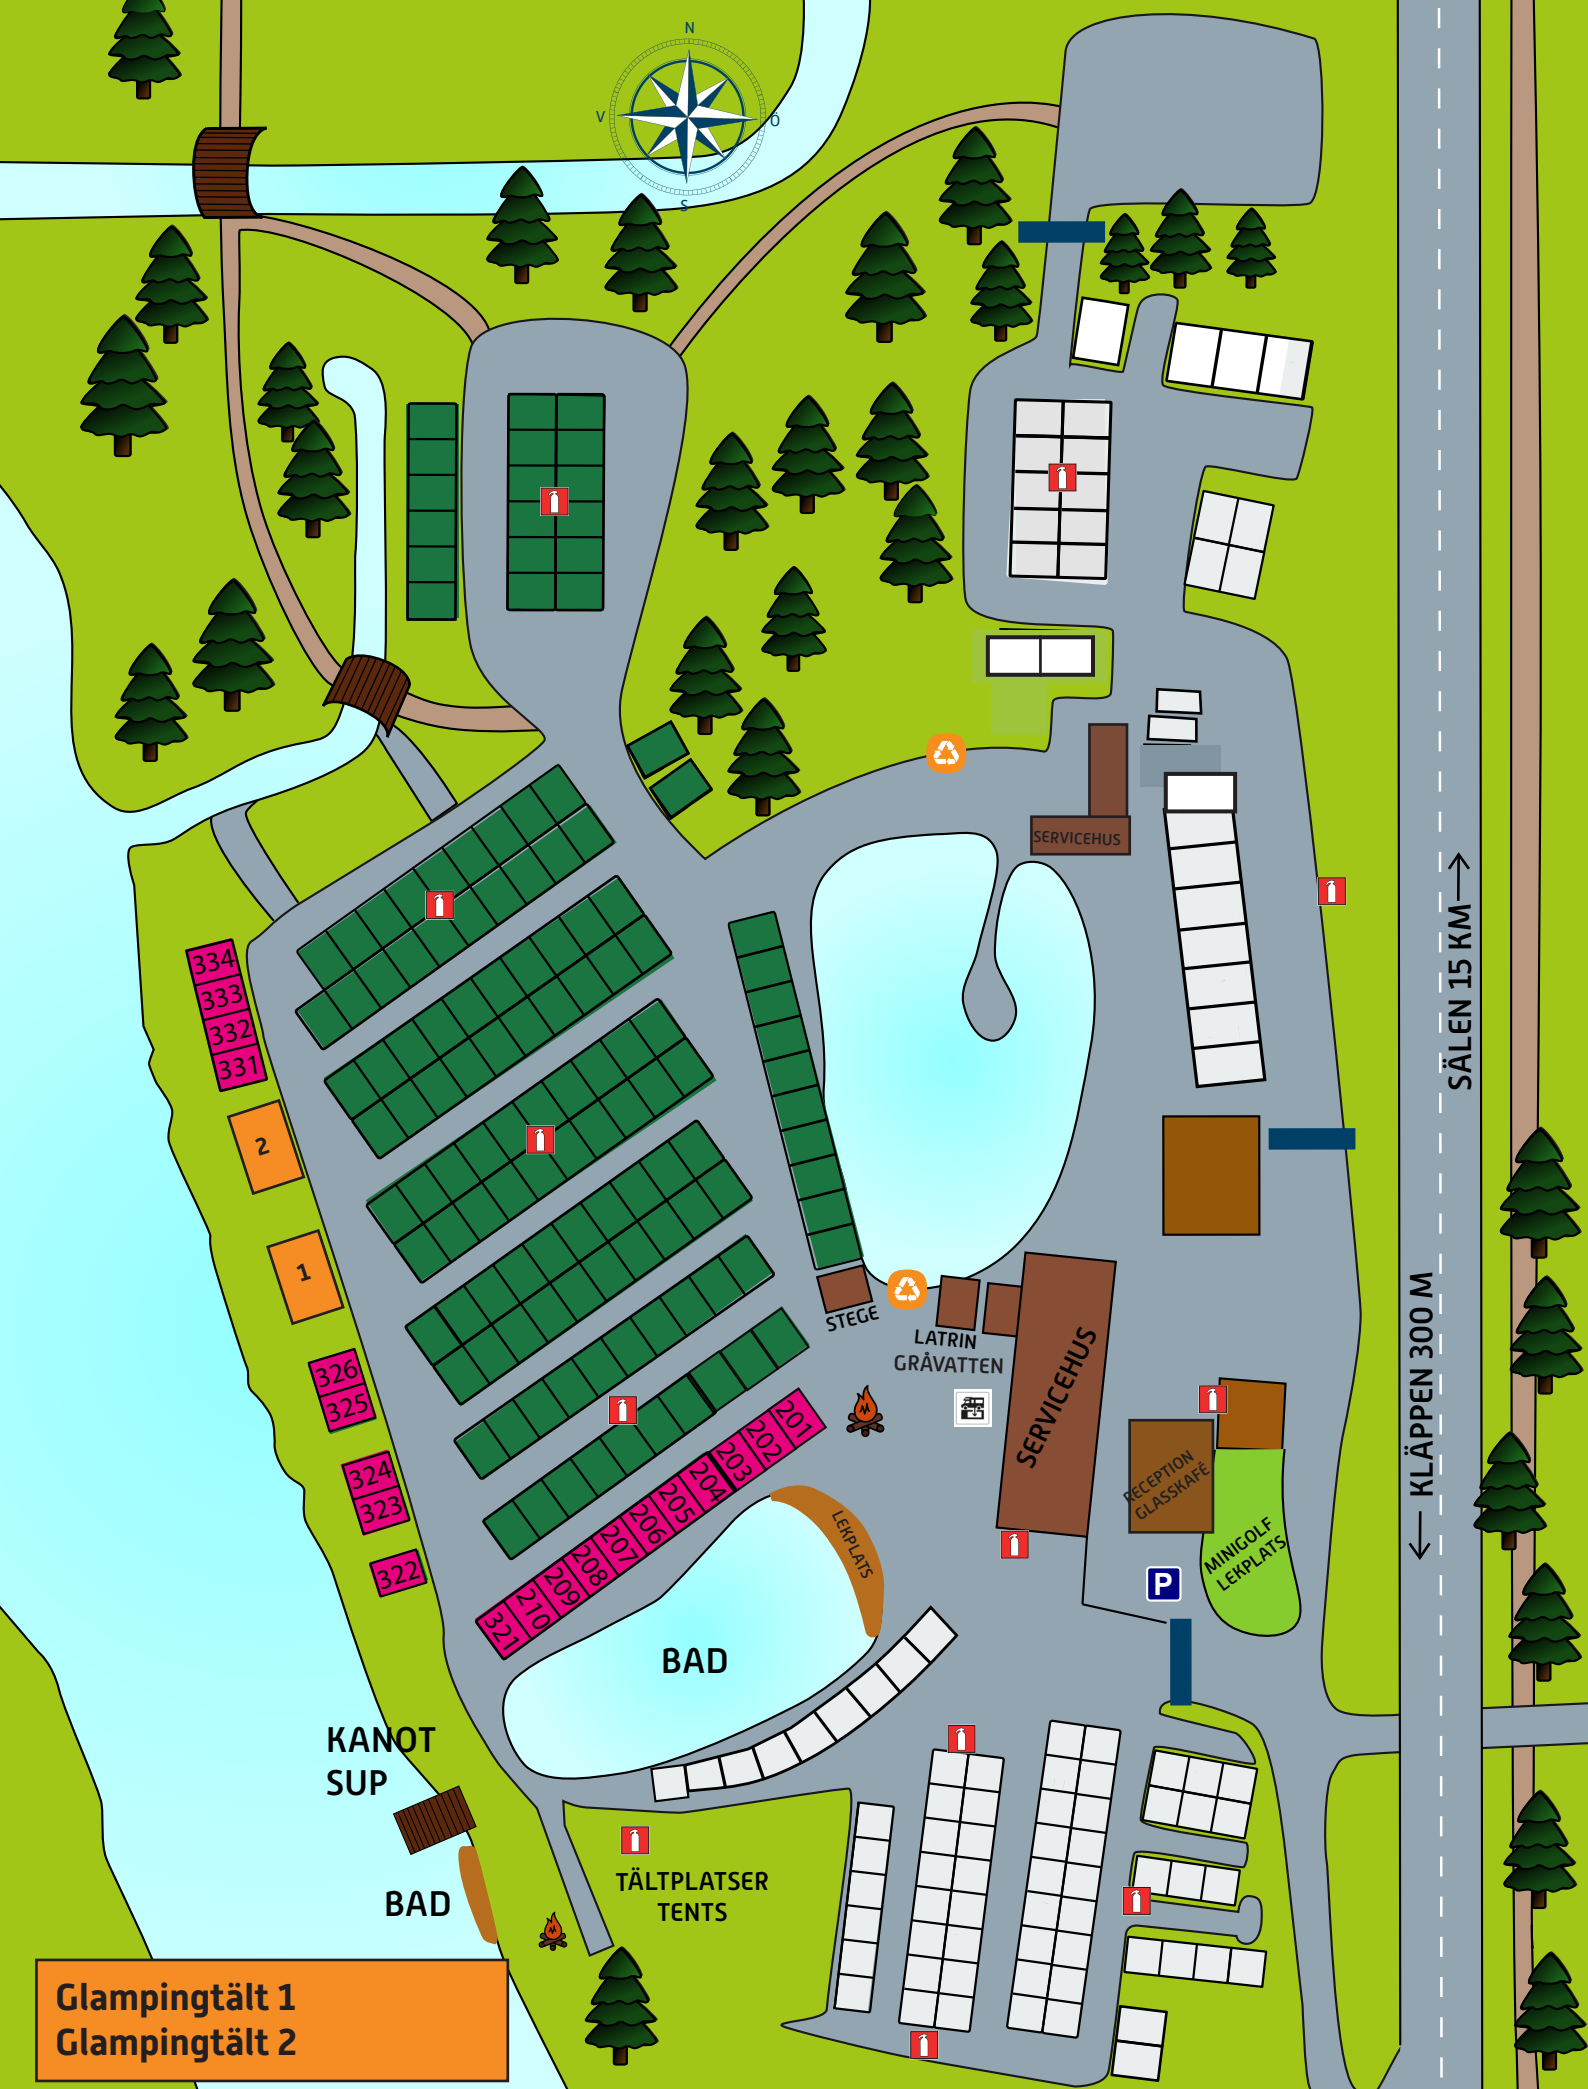 N
V
Ö
S
SERVICEHUS
334
333
332
331
2
1
326
325
324
323
322
SÄLEN 15 KM
KLÄPPEN 300 M
STEGE
LATRIN
GRÅVATTEN
SERVICEHUS
201
202
203
204
205
206
207
208
209
210
321
RECEPTION
GLASSKAFÉ
MINIGOLF
LEKPLATS
LEKPLATS
P
BAD
KANOT
SUP
BAD
TÄLTPLATSER
TENTS
Glampingtält 1
Glampingtält 2